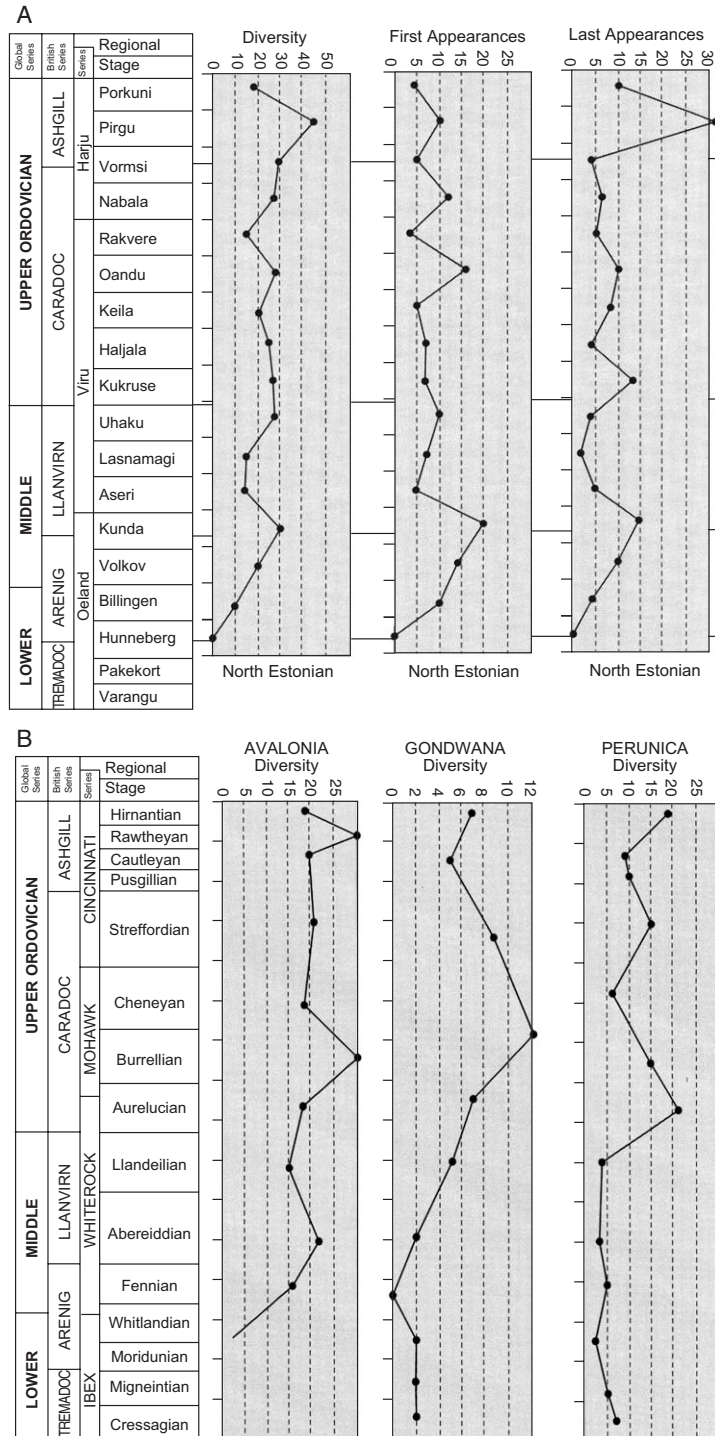 A
Global Series
British Series
Series
Regional
Stage
UPPER ORDOVICIAN
MIDDLE
LOWER
ASHGILL
CARADOC
LLANVIRN
ARENIG
TREMADOC
Harju
Viru
Oeland
Porkuni
Pirgu
Vormsi
Nabala
Rakvere
Oandu
Keila
Haljala
Kukruse
Uhaku
Lasnamagi
Aseri
Kunda
Volkov
Billingen
Hunneberg
Pakekort
Varangu
Diversity
0 10 20 30 40 50
North Estonian
First Appearances
0 5 10 15 20 25
North Estonian
Last Appearances
0 5 10 15 20 25 30
North Estonian
B
Global Series
British Series
Series
Regional
Stage
UPPER ORDOVICIAN
MIDDLE
LOWER
ASHGILL
CARADOC
LLANVIRN
ARENIG
TREMADOC
CINCINNATI
MOHAWK
WHITEROCK
IBEX
Hirnantian
Rawtheyan
Cautleyan
Pusgillian
Streffordian
Cheneyan
Burrellian
Aurelucian
Llandeilian
Abereiddian
Fennian
Whitlandian
Moridunian
Migneintian
Cressagian
AVALONIA
Diversity
0 5 10 15 20 25
GONDWANA
Diversity
0 2 4 6 8 10 12
PERUNICA
Diversity
0 5 10 15 20 25